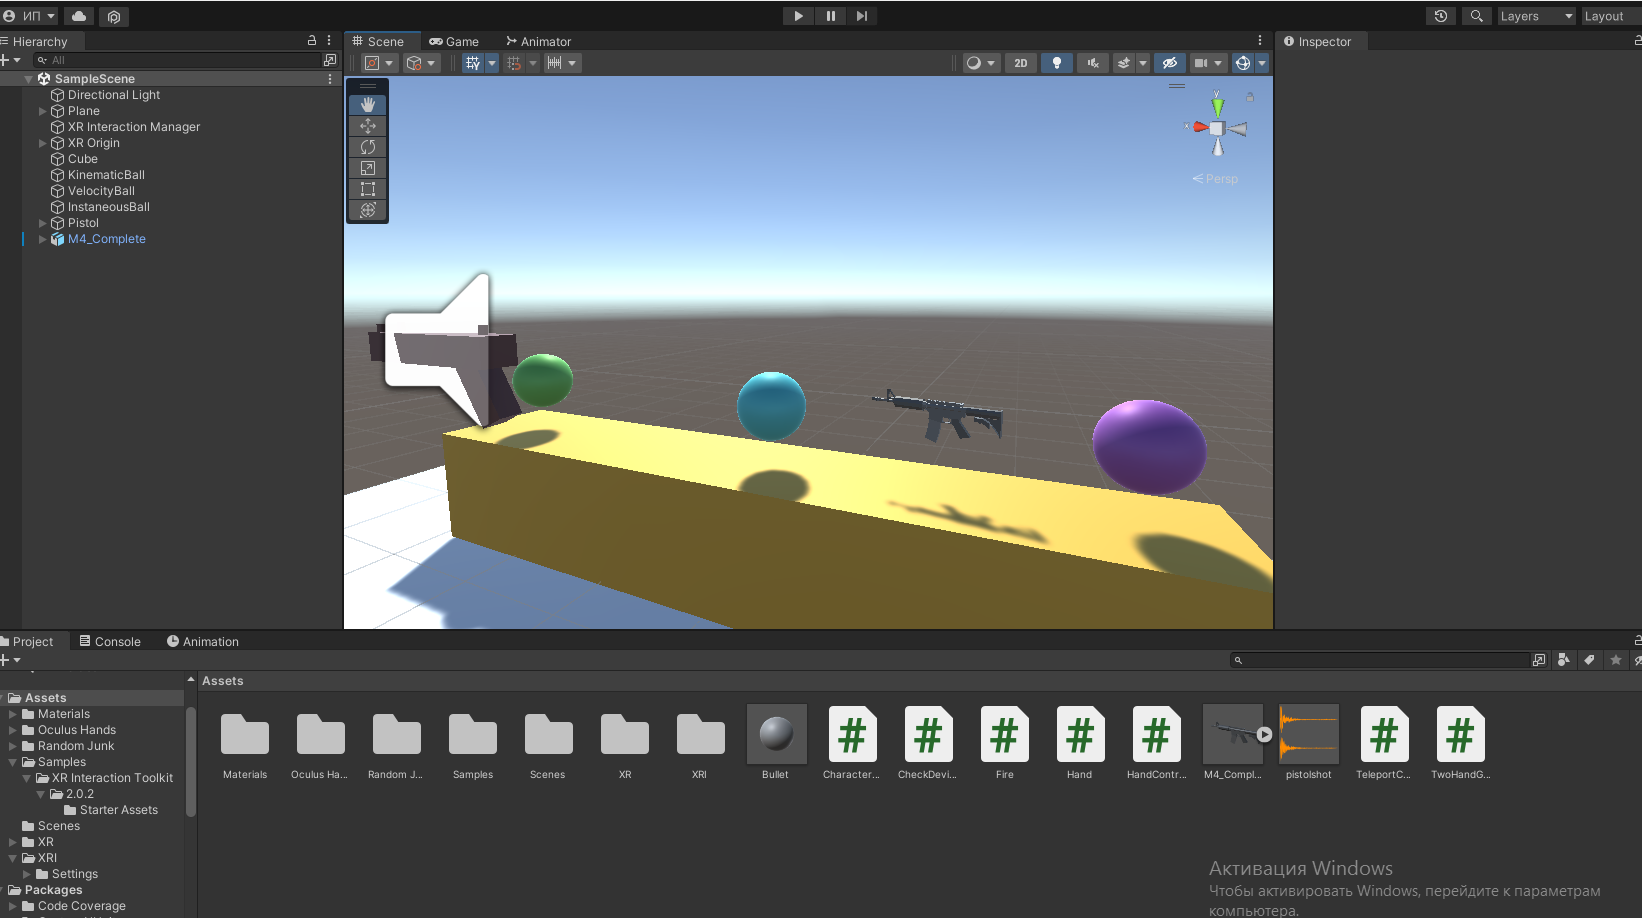 ИП
Layers
Layout
Hierarchy
Scene
Game
Animator
Inspector
All
2D
SampleScene
Directional Light
Plane
XR Interaction Manager
XR Origin
Cube
KinematicBall
VelocityBall
InstaneousBall
Pistol
M4_Complete
y
x
Persp
Project
Console
Animation
Assets
Materials
Oculus Hands
Random Junk
Samples
XR Interaction Toolkit
2.0.2
Starter Assets
Scenes
XR
XRI
Settings
Packages
Code Coverage
Assets
Materials
Oculus Ha...
Random J...
Samples
Scenes
XR
XRI
Bullet
Character...
CheckDevi...
Fire
Hand
HandContr...
M4_Compl...
pistolshot
TeleportC...
TwoHandG...
Активация Windows
Чтобы активировать Windows, перейдите к параметрам
компьютера.